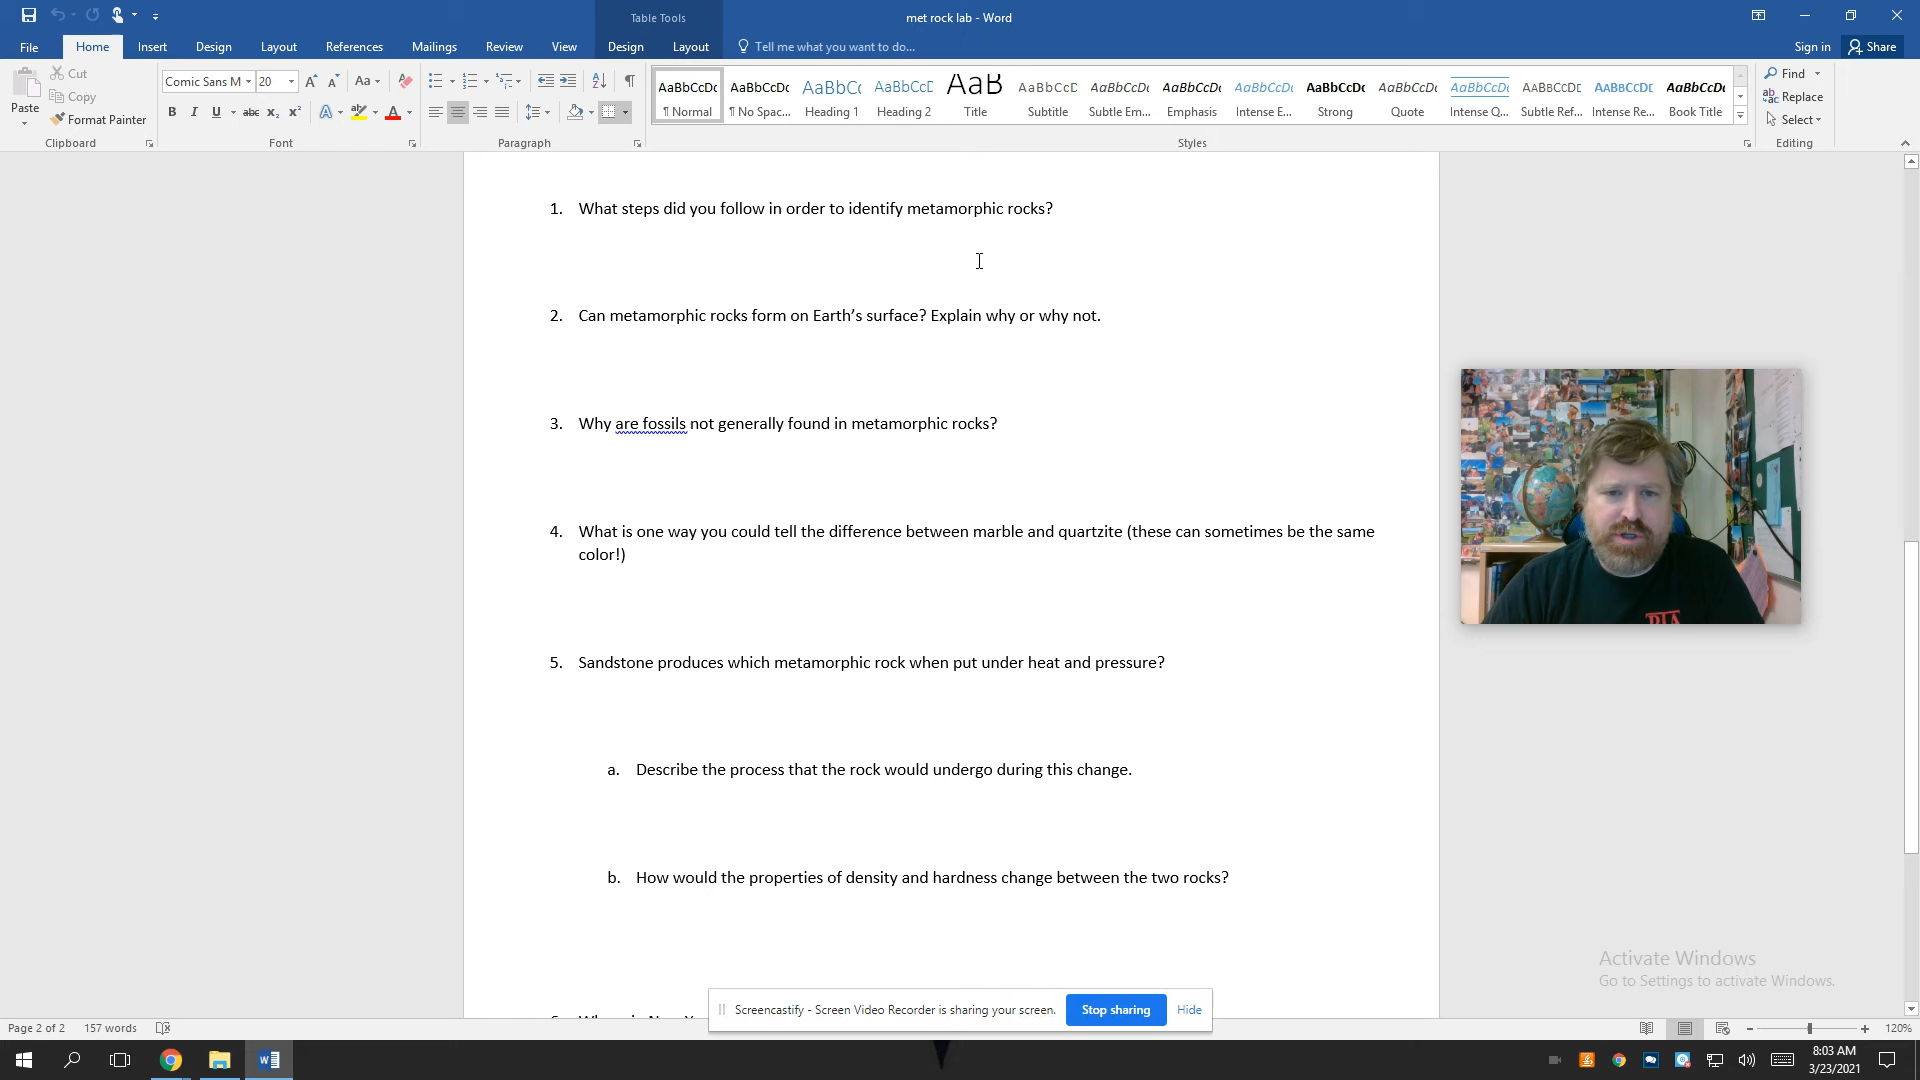 Table Tools
met rock lab - Word
File Home Insert Design Layout References Mailings Review View Design Layout Tell me what you want to do... Sign in Share
Paste
Cut
Copy
Format Painter
Clipboard
Comic Sans M 20
Font
Paragraph
AaBbCcDc AaBbCcDc AaBbCc AaBbCcD AaB AaBbCcD AaBbCcDc AaBbCcDc AaBbCcDc AaBbCcDc AaBbCcDc AaBbCcDc AABBCCDE AABBCCDE AaBbCcDc
¶ Normal ¶ No Spac... Heading 1 Heading 2 Title Subtitle Subtle Em... Emphasis Intense E... Strong Quote Intense Q... Subtle Ref... Intense Re... Book Title
Styles
Find
Replace
Select
Editing
1. What steps did you follow in order to identify metamorphic rocks?
2. Can metamorphic rocks form on Earth’s surface? Explain why or why not.
3. Why are fossils not generally found in metamorphic rocks?
4. What is one way you could tell the difference between marble and quartzite (these can sometimes be the same
color!)
5. Sandstone produces which metamorphic rock when put under heat and pressure?
a. Describe the process that the rock would undergo during this change.
b. How would the properties of density and hardness change between the two rocks?
Activate Windows
Go to Settings to activate Windows.
Screencastify - Screen Video Recorder is sharing your screen. Stop sharing Hide
Page 2 of 2 157 words 120%
8:03 AM
3/23/2021